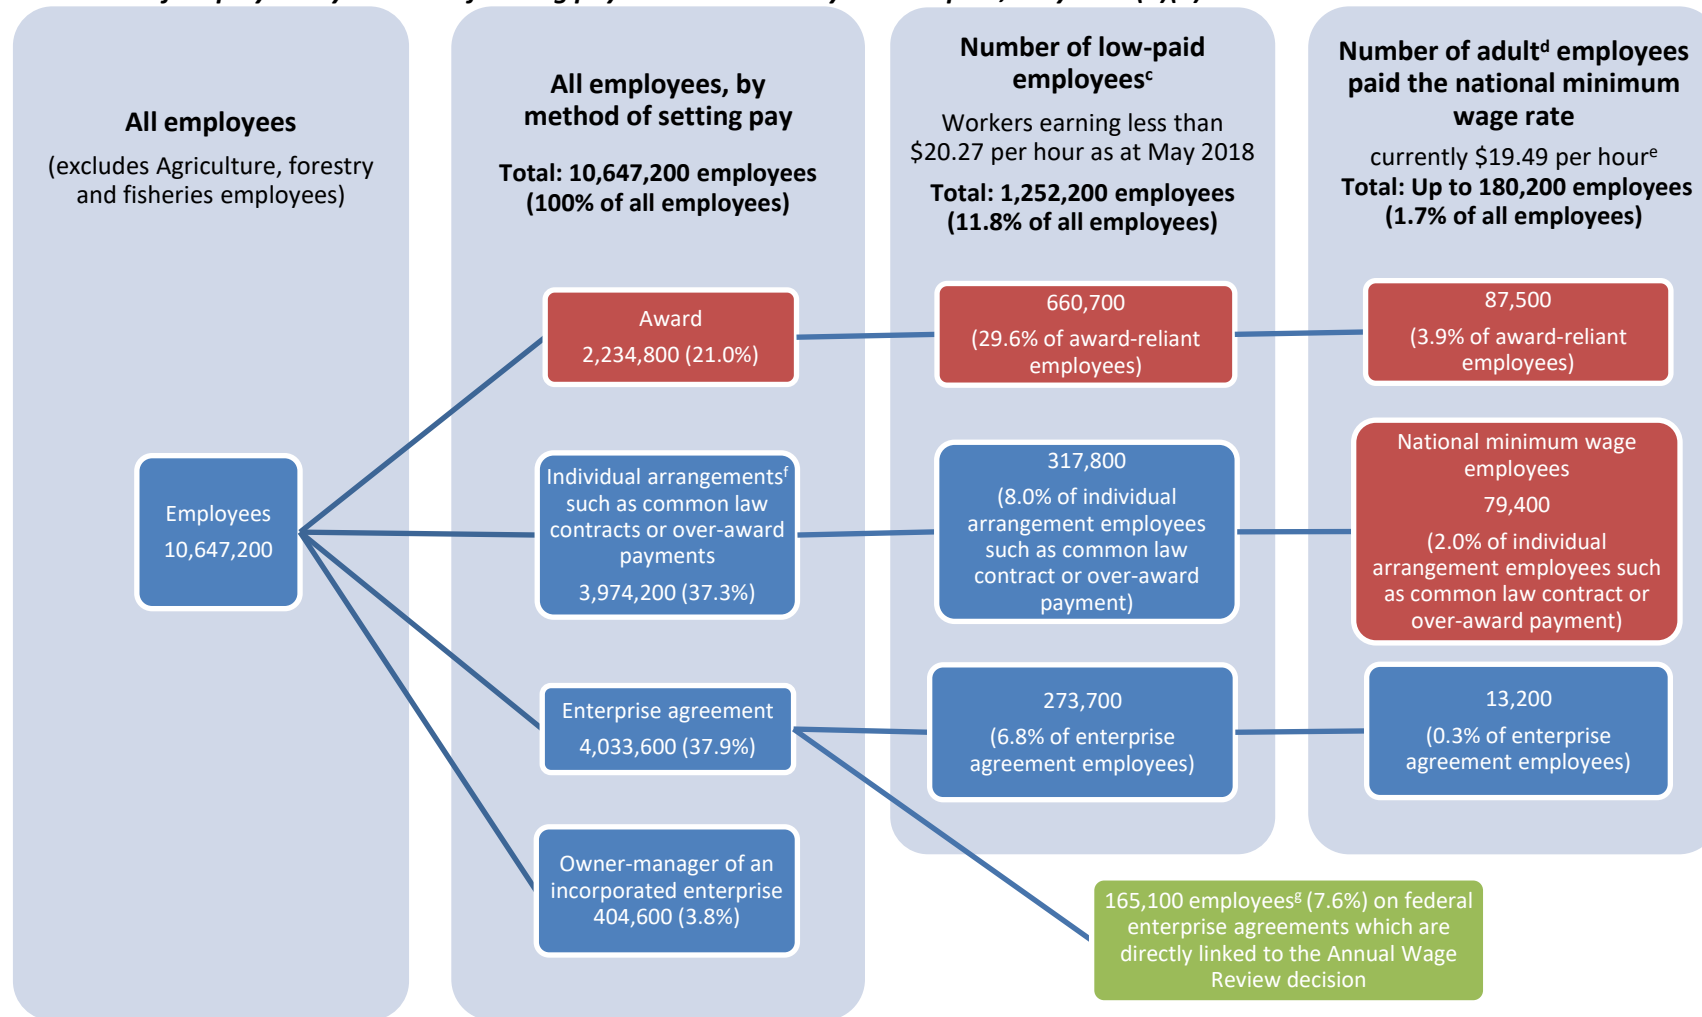 All employees
(excludes Agriculture, forestry
and fisheries employees)
Employees
10,647,200
All employees, by
method of setting pay
Total: 10,647,200 employees
(100% of all employees)
Award
2,234,800 (21.0%)
Individual arrangementsᶠ
such as common law
contracts or over-award
payments
3,974,200 (37.3%)
Enterprise agreement
4,033,600 (37.9%)
Owner-manager of an
incorporated enterprise
404,600 (3.8%)
Number of low-paid
employeesᶜ
Workers earning less than
$20.27 per hour as at May 2018
Total: 1,252,200 employees
(11.8% of all employees)
660,700
(29.6% of award-reliant
employees)
317,800
(8.0% of individual
arrangement employees
such as common law
contract or over-award
payment)
273,700
(6.8% of enterprise
agreement employees)
Number of adultᵈ employees
paid the national minimum
wage rate
currently $19.49 per hourᵉ
Total: Up to 180,200 employees
(1.7% of all employees)
87,500
(3.9% of award-reliant
employees)
National minimum wage
employees
79,400
(2.0% of individual
arrangement employees such
as common law contract or
over-award payment)
13,200
(0.3% of enterprise
agreement employees)
165,100 employeesᵍ (7.6%) on federal
enterprise agreements which are
directly linked to the Annual Wage
Review decision